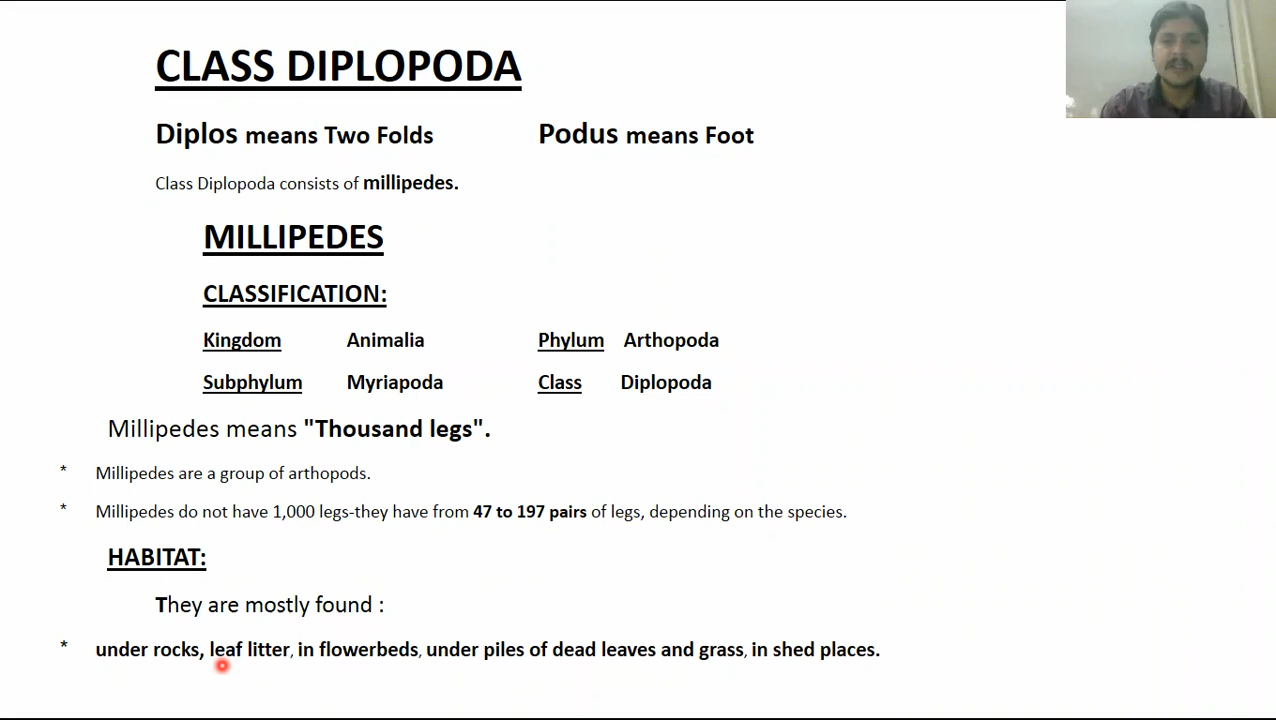 CLASS DIPLOPODA
Diplos means Two Folds Podus means Foot
Class Diplopoda consists of millipedes.
MILLIPEDES
CLASSIFICATION:
Kingdom Animalia Phylum Arthopoda
Subphylum Myriapoda Class Diplopoda
Millipedes means "Thousand legs".
* Millipedes are a group of arthopods.
* Millipedes do not have 1,000 legs-they have from 47 to 197 pairs of legs, depending on the species.
HABITAT:
They are mostly found :
* under rocks, leaf litter, in flowerbeds, under piles of dead leaves and grass, in shed places.